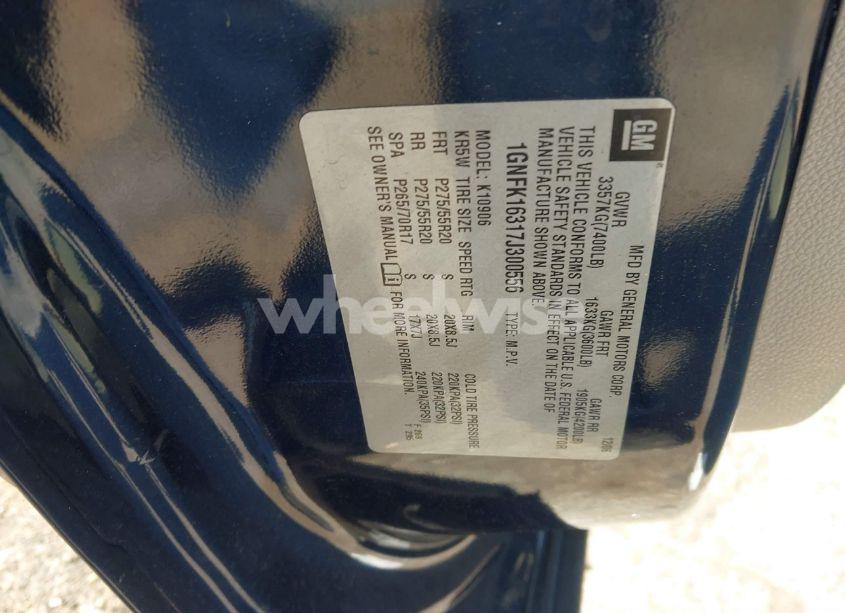 GM
MFD BY GENERAL MOTORS CORP. 12/06
GVWR GAWR FRT GAWR RR
3357KG(7400LB) 1633KG(3600LB) 1905KG(4200LB)
THIS VEHICLE CONFORMS TO ALL APPLICABLE U.S. FEDERAL MOTOR
VEHICLE SAFETY STANDARDS IN EFFECT ON THE DATE OF
MANUFACTURE SHOWN ABOVE.
1GNFK16317J300556 TYPE: M.P.V.
MODEL: K10906
KR5W TIRE SIZE SPEED RTG RIM COLD TIRE PRESSURE
FRT P275/55R20 S 20X8.5J 220KPA(32PSI)
RR P275/55R20 S 20X8.5J 220KPA(32PSI)
SPA P265/70R17 S 17X7J 240KPA(35PSI)
SEE OWNER'S MANUAL FOR MORE INFORMATION.
wheelwise